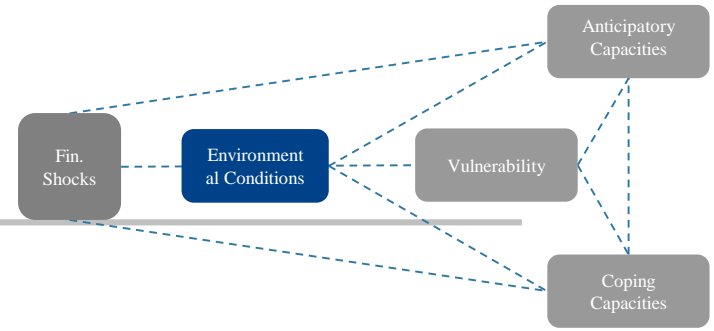 Anticipatory
Capacities
Fin.
Shocks
Environment
al Conditions
Vulnerability
Coping
Capacities